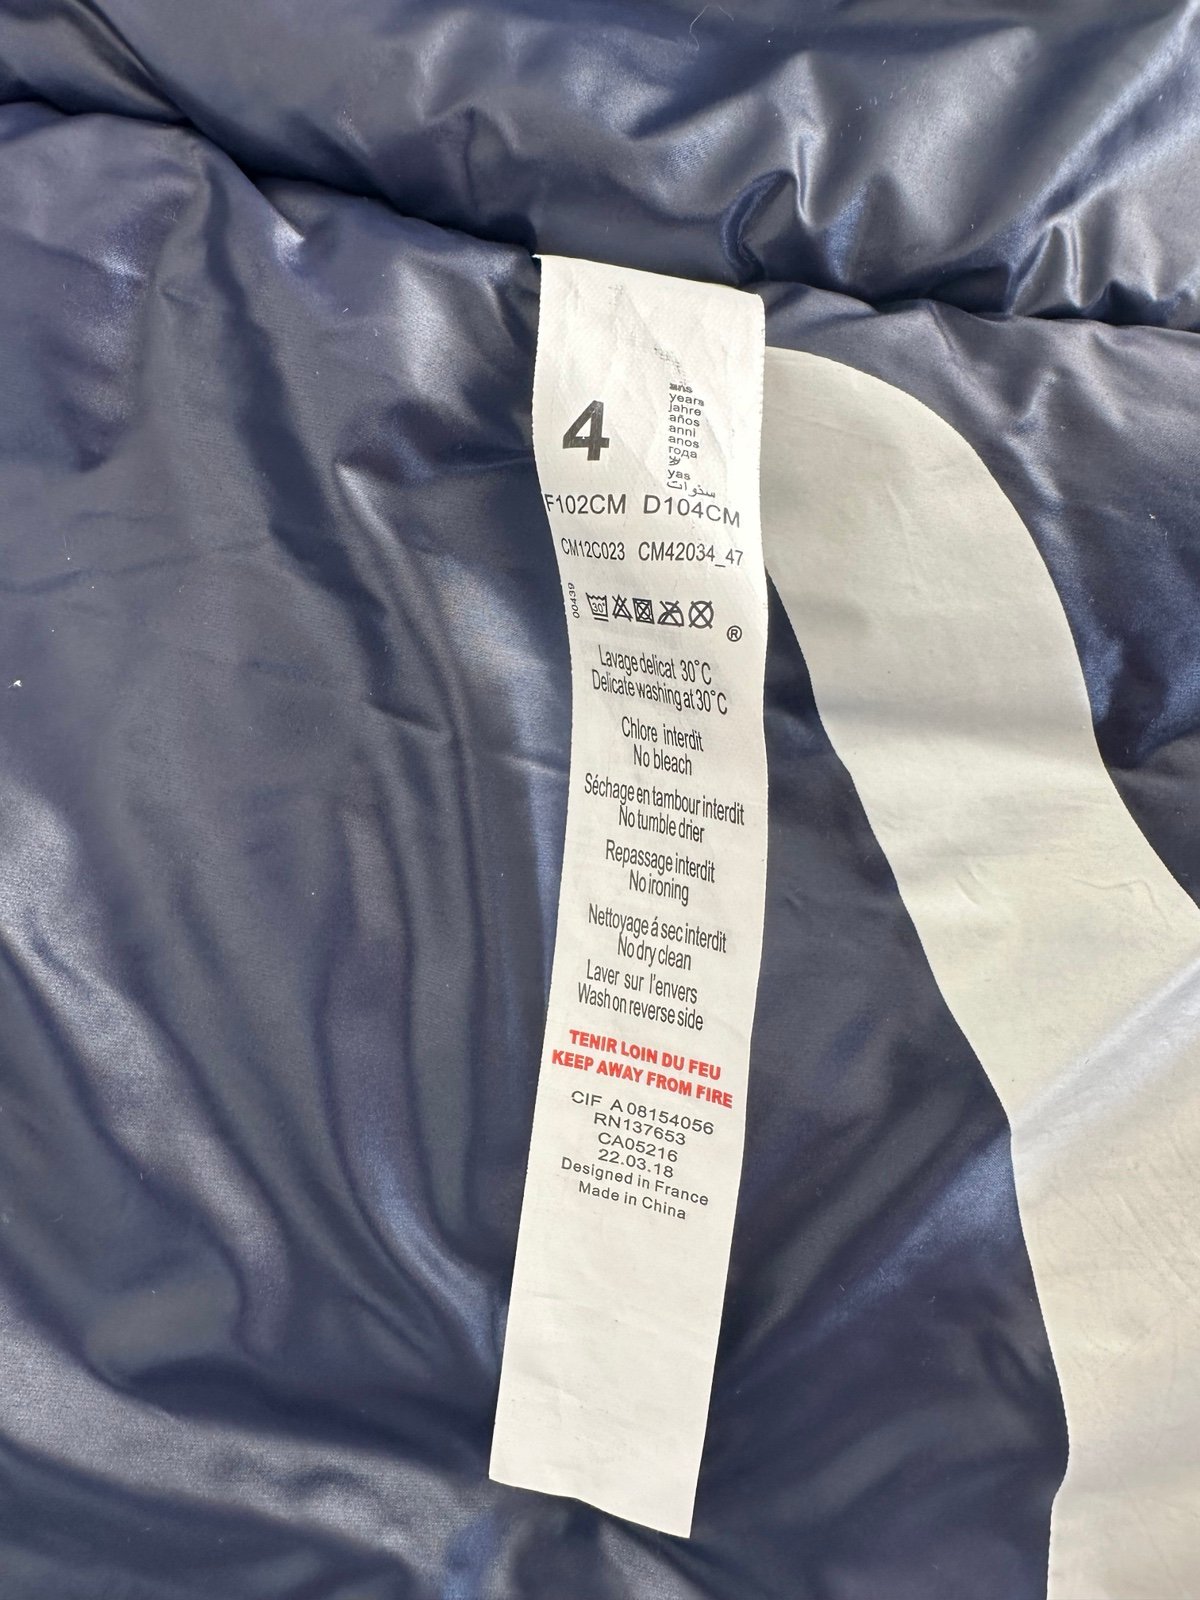 4
ans
years
jahre
años
anni
anos
года
岁
yas
سنوات
F102CM D104CM
CM12C023 CM42034_47
00439
30
®
Lavage delicat 30°C
Delicate washing at 30°C
Chlore interdit
No bleach
Séchage en tambour interdit
No tumble drier
Repassage interdit
No ironing
Nettoyage á sec interdit
No dry clean
Laver sur l'envers
Wash on reverse side
TENIR LOIN DU FEU
KEEP AWAY FROM FIRE
CIF A 08154056
RN137653
CA05216
22.03.18
Designed in France
Made in China